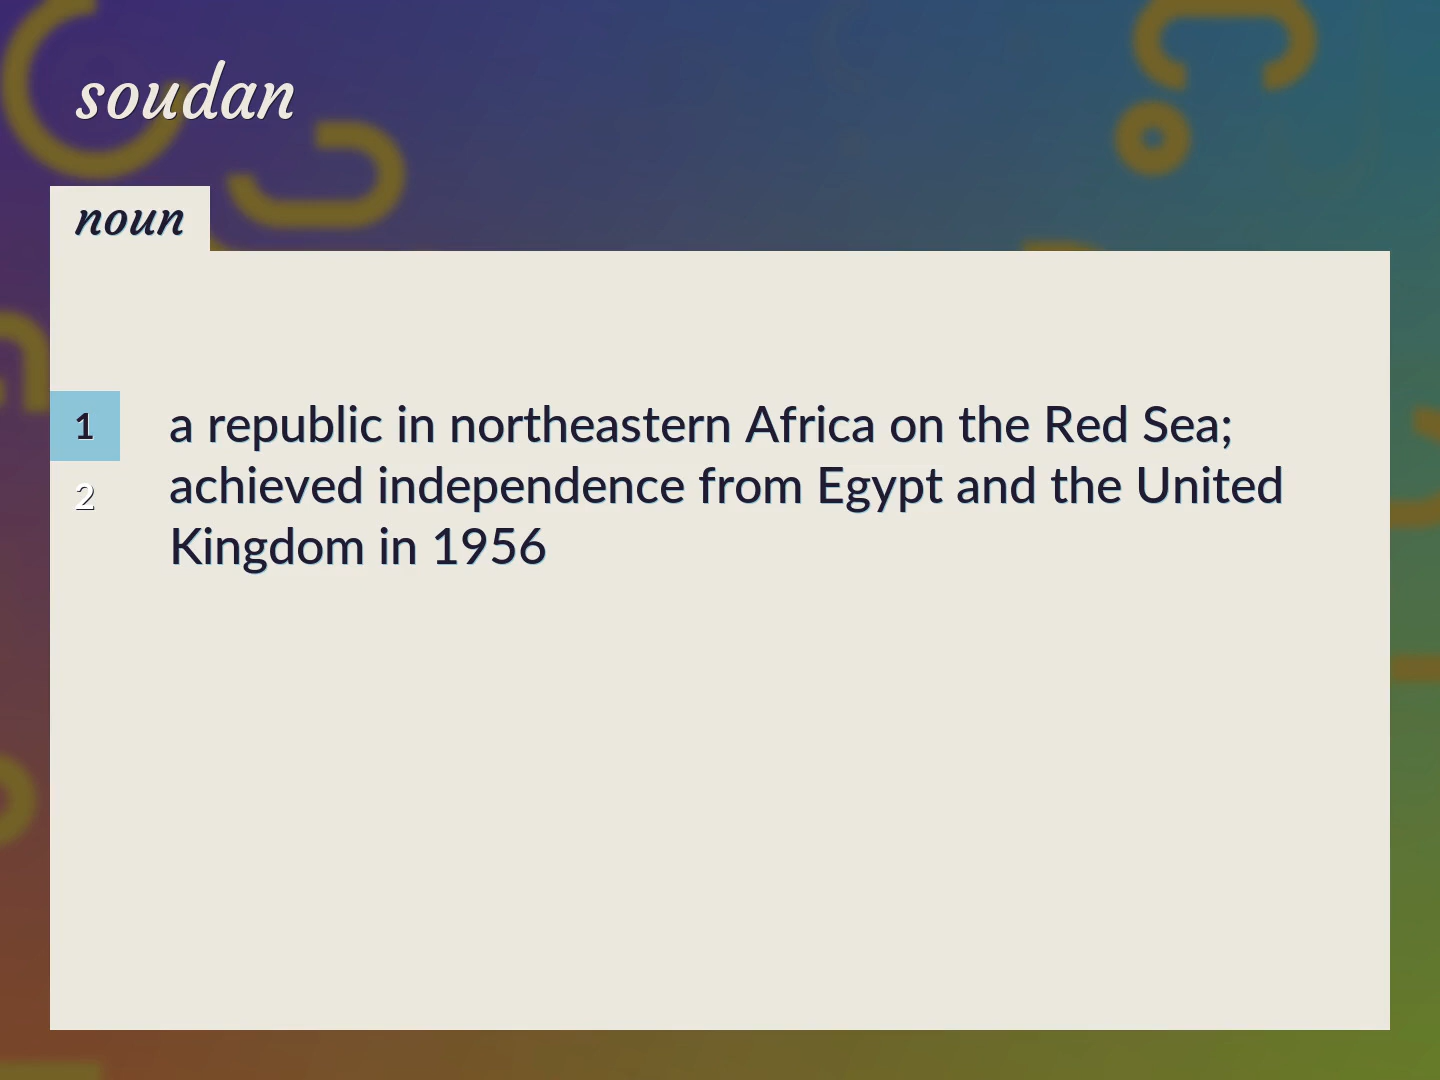 soudan
noun
1
a republic in northeastern Africa on the Red Sea;
2
achieved independence from Egypt and the United
Kingdom in 1956